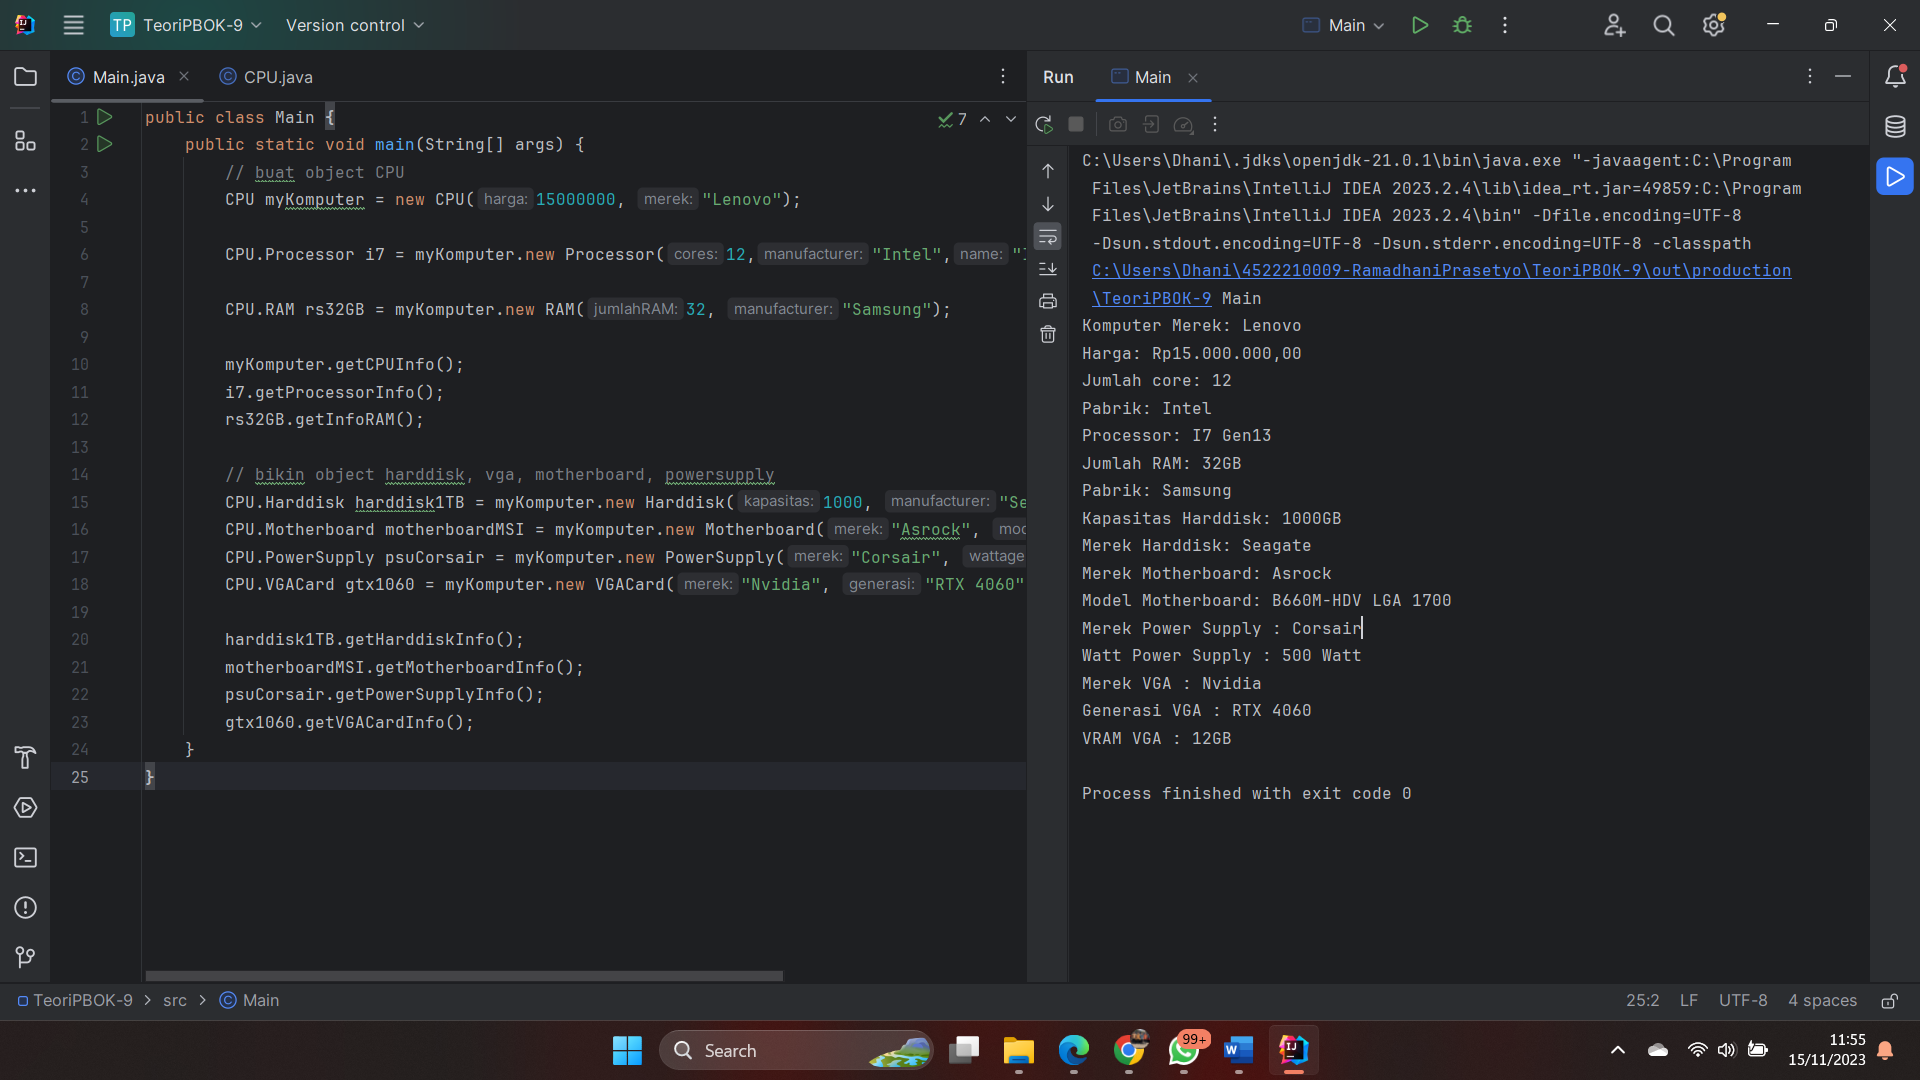 TP TeoriPBOK-9 Version control Main
Main.java CPU.java
1 public class Main { 7
2 public static void main(String[] args) {
3 // buat object CPU
4 CPU myKomputer = new CPU( harga: 15000000, merek: "Lenovo");
5
6 CPU.Processor i7 = myKomputer.new Processor( cores: 12, manufacturer: "Intel", name: "I
7
8 CPU.RAM rs32GB = myKomputer.new RAM( jumlahRAM: 32, manufacturer: "Samsung");
9
10 myKomputer.getCPUInfo();
11 i7.getProcessorInfo();
12 rs32GB.getInfoRAM();
13
14 // bikin object harddisk, vga, motherboard, powersupply
15 CPU.Harddisk harddisk1TB = myKomputer.new Harddisk( kapasitas: 1000, manufacturer: "Se
16 CPU.Motherboard motherboardMSI = myKomputer.new Motherboard( merek: "Asrock", mod
17 CPU.PowerSupply psuCorsair = myKomputer.new PowerSupply( merek: "Corsair", wattage
18 CPU.VGACard gtx1060 = myKomputer.new VGACard( merek: "Nvidia", generasi: "RTX 4060"
19
20 harddisk1TB.getHarddiskInfo();
21 motherboardMSI.getMotherboardInfo();
22 psuCorsair.getPowerSupplyInfo();
23 gtx1060.getVGACardInfo();
24 }
25 }
Run Main
C:\Users\Dhani\.jdks\openjdk-21.0.1\bin\java.exe "-javaagent:C:\Program
Files\JetBrains\IntelliJ IDEA 2023.2.4\lib\idea_rt.jar=49859:C:\Program
Files\JetBrains\IntelliJ IDEA 2023.2.4\bin" -Dfile.encoding=UTF-8
-Dsun.stdout.encoding=UTF-8 -Dsun.stderr.encoding=UTF-8 -classpath
C:\Users\Dhani\4522210009-RamadhaniPrasetyo\TeoriPBOK-9\out\production
\TeoriPBOK-9 Main
Komputer Merek: Lenovo
Harga: Rp15.000.000,00
Jumlah core: 12
Pabrik: Intel
Processor: I7 Gen13
Jumlah RAM: 32GB
Pabrik: Samsung
Kapasitas Harddisk: 1000GB
Merek Harddisk: Seagate
Merek Motherboard: Asrock
Model Motherboard: B660M-HDV LGA 1700
Merek Power Supply : Corsair
Watt Power Supply : 500 Watt
Merek VGA : Nvidia
Generasi VGA : RTX 4060
VRAM VGA : 12GB
Process finished with exit code 0
TeoriPBOK-9 > src > Main 25:2 LF UTF-8 4 spaces
Search 99+ 11:55
15/11/2023